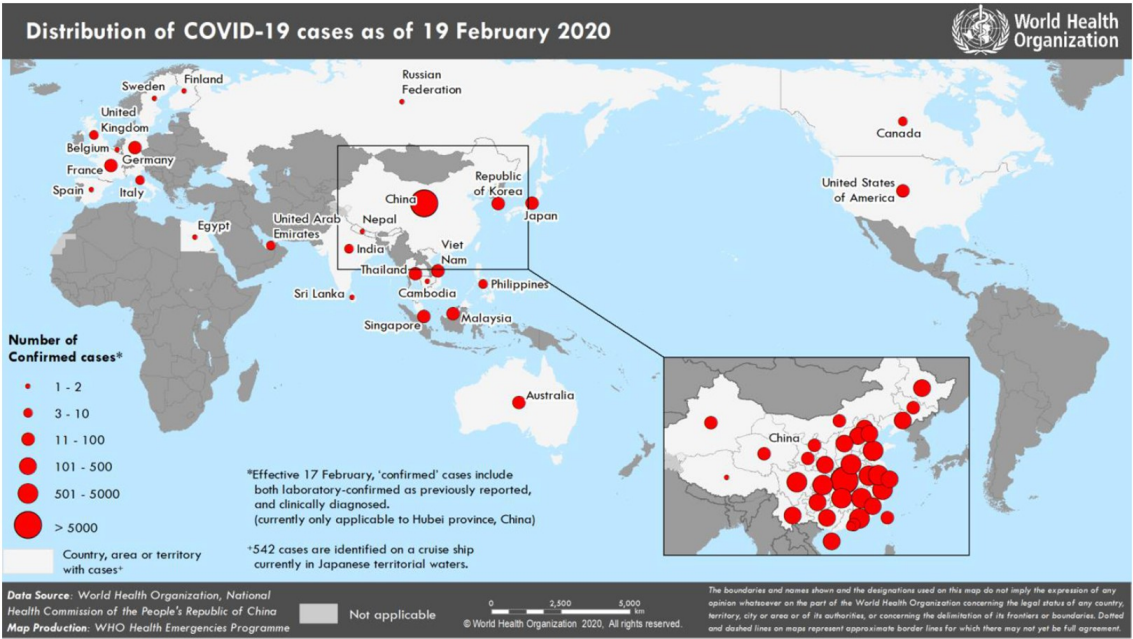 Distribution of COVID-19 cases as of 19 February 2020
World Health
Organization
Finland
Sweden
Russian
Federation
United
Kingdom
Belgium
Germany
France
Spain
Italy
Canada
United States
of America
Republic
of Korea
China
Japan
Egypt
United Arab
Emirates
Nepal
India
Viet
Nam
Thailand
Cambodia
Philippines
Sri Lanka
Singapore
Malaysia
Australia
China
Number of
Confirmed cases*
1 - 2
3 - 10
11 - 100
101 - 500
501 - 5000
> 5000
Country, area or territory
with cases⁺
*Effective 17 February, 'confirmed' cases include
both laboratory-confirmed as previously reported,
and clinically diagnosed.
(currently only applicable to Hubei province, China)
⁺542 cases are identified on a cruise ship
currently in Japanese territorial waters.
Data Source: World Health Organization, National
Health Commission of the People's Republic of China
Map Production: WHO Health Emergencies Programme
Not applicable
0 2,500 5,000
km
© World Health Organization 2020, All rights reserved.
The boundaries and names shown and the designations used on this map do not imply the expression of any
opinion whatsoever on the part of the World Health Organization concerning the legal status of any country,
territory, city or area or of its authorities, or concerning the delimitation of its frontiers or boundaries. Dotted
and dashed lines on maps represent approximate border lines for which there may not yet be full agreement.